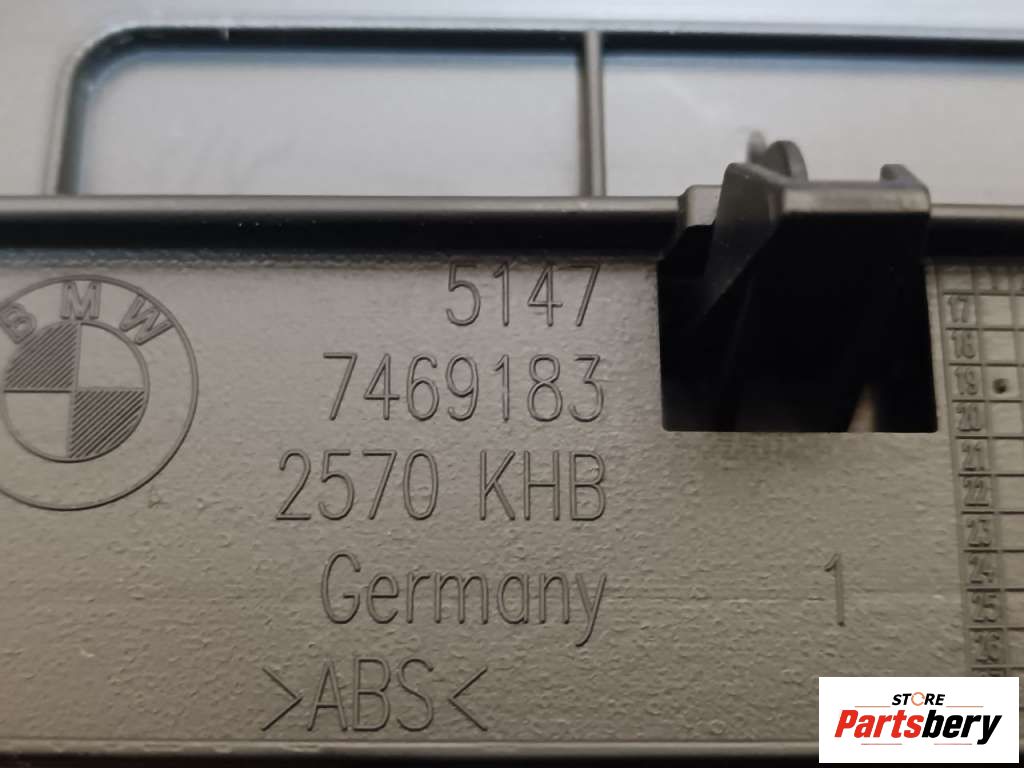 BMW
5147
7469183
2570 KHB
Germany
1
>ABS<
17
18
19
20
21
22
23
24
25
26
STORE
Partsbery